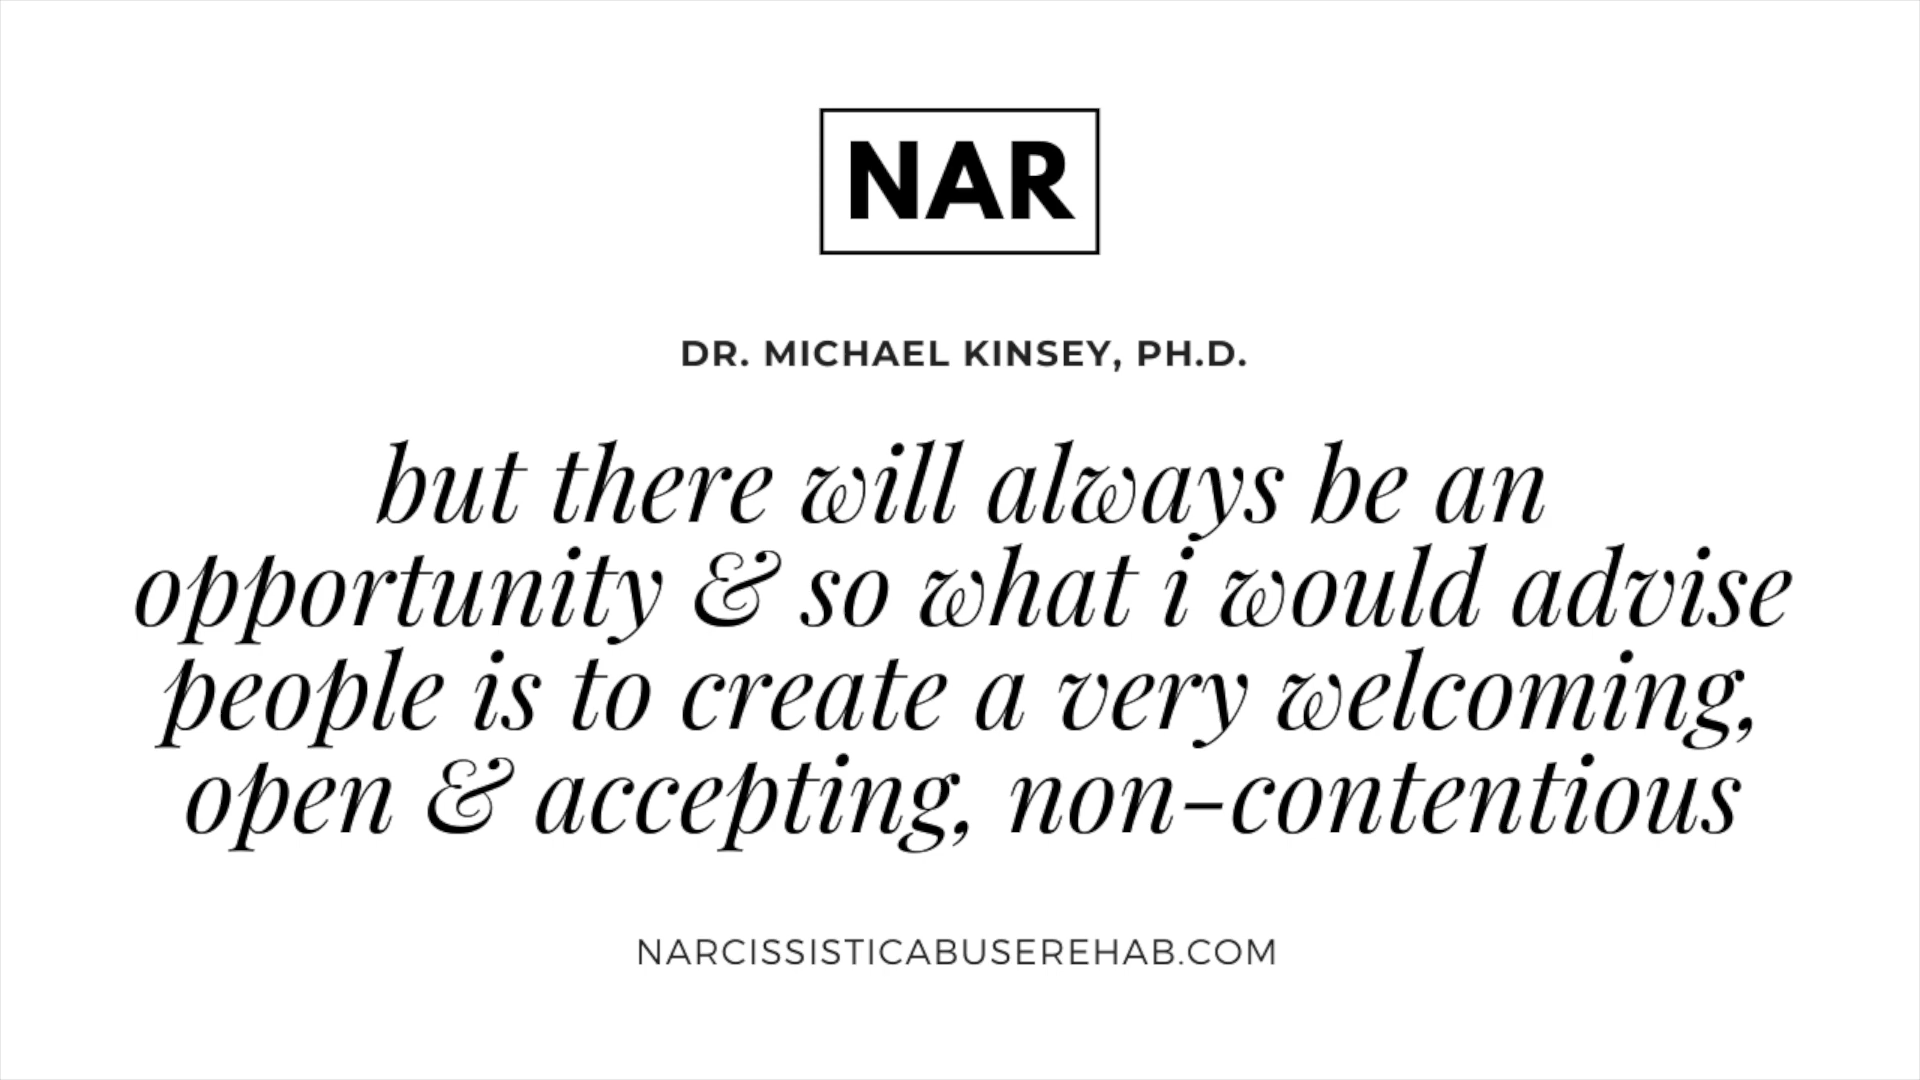 NAR
DR. MICHAEL KINSEY, PH.D.
but there will always be an
opportunity & so what i would advise
people is to create a very welcoming,
open & accepting, non-contentious
NARCISSISTICABUSEREHAB.COM